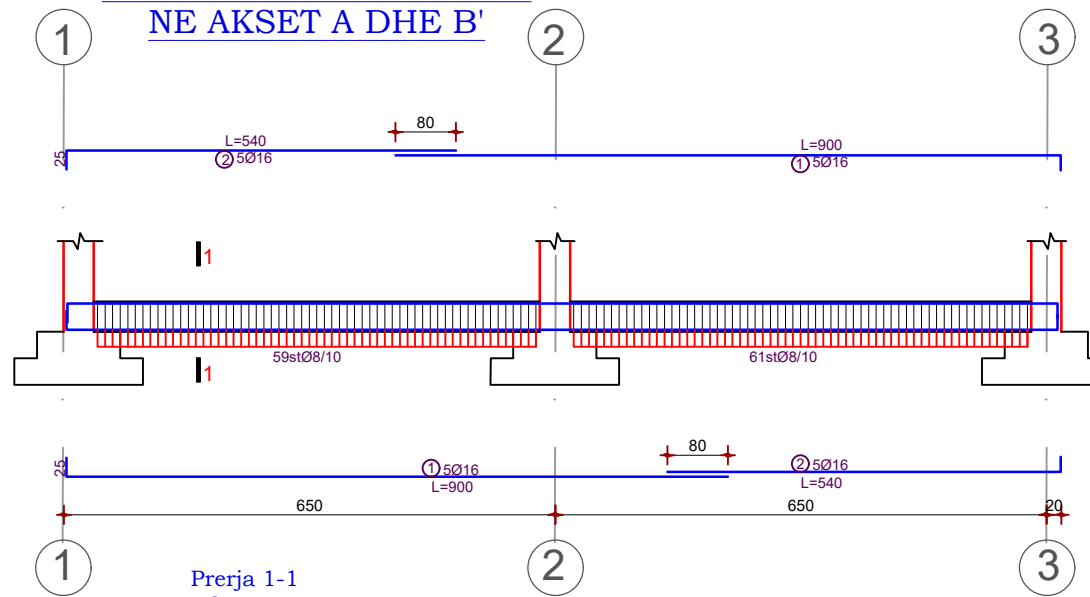 NE AKSET A DHE B'
1
2
3
80
L=540
② 5Ø16
25
L=900
① 5Ø16
1
59stØ8/10
61stØ8/10
1
80
① 5Ø16
② 5Ø16
25
L=900
L=540
650
650
20
1
2
3
Prerja 1-1